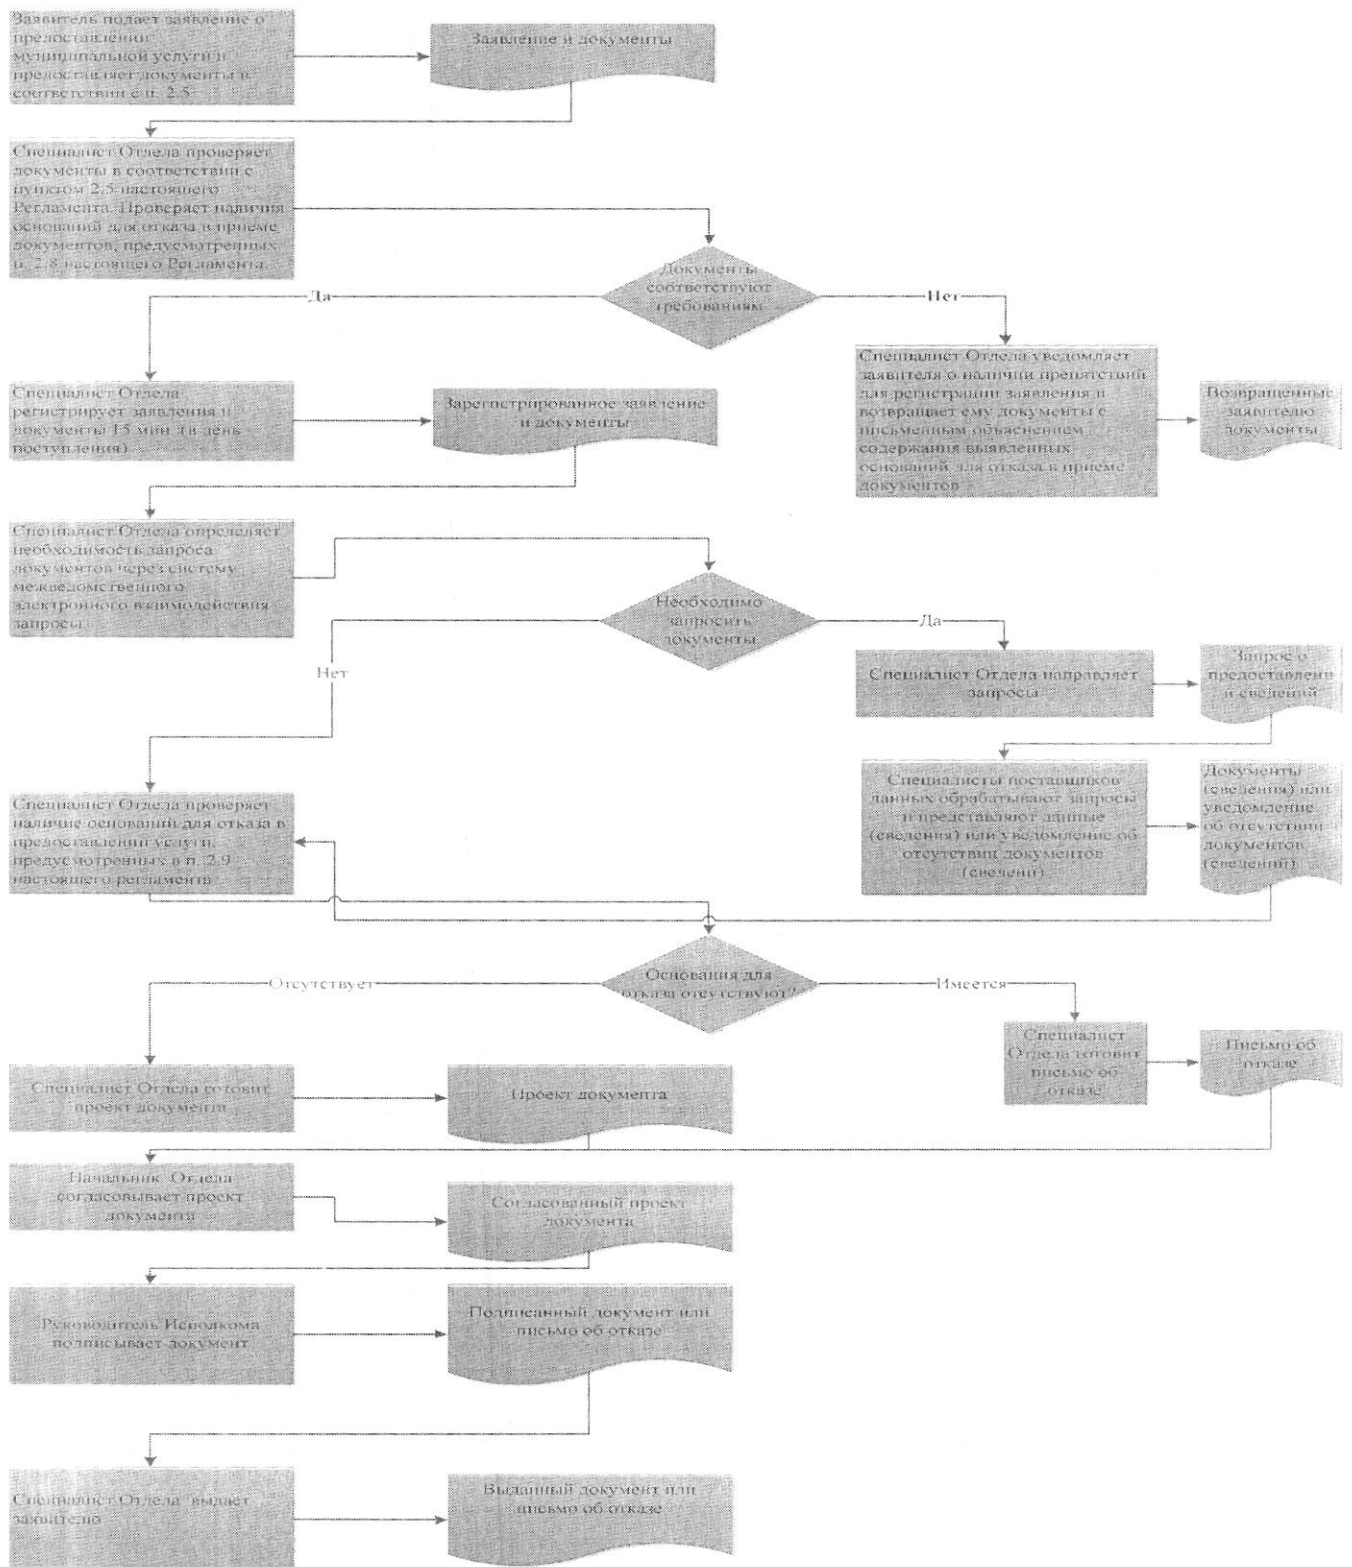 Заявитель подает заявление о
предоставлении
муниципальной услуги и
предоставляет документы в
соответствии с п. 2.5
Заявление и документы
Специалист Отдела проверяет
документы в соответствии с
пунктом 2.5 настоящего
Регламента. Проверяет наличия
оснований для отказа в приеме
документов, предусмотренных
п. 2.8 настоящего Регламента
Документы
соответствуют
требованиям
Да
Нет
Специалист Отдела
регистрирует заявления и
документы 15 мин (в день
поступления)
Зарегистрированное заявление
и документы
Специалист Отдела уведомляет
заявителя о наличии препятствий
для регистрации заявления и
возвращает ему документы с
письменным объяснением
содержания выявленных
оснований для отказа в приеме
документов
Возвращенные
заявителю
документы
Специалист Отдела определяет
необходимость запроса
документов через систему
межведомственного
электронного взаимодействия
запросы.
Необходимо
запросить
документы
Да
Нет
Специалист Отдела направляет
запросы
Запрос о
предоставлени
и сведений
Специалисты поставщиков
данных обрабатывают запросы
и представляют данные
(сведения) или уведомление об
отсутствии документов
(сведени)
Документы
(сведения) или
уведомление
об отсутствии
документов
(сведений)
Специалист Отдела проверяет
наличие оснований для отказа в
предоставлении услуги,
предусмотренных в п. 2.9
настоящего регламента
Основания для
отказа отсутствуют?
Отсутствует
Имеется
Специалист
Отдела готовит
письмо об
отказе
Письмо об
отказе
Специалист Отдела готовит
проект документа
Проект документа
Начальник Отдела
согласовывает проект
документа
Согласованный проект
документа
Руководитель Исполкома
подписывает документ
Подписанный документ или
письмо об отказе
Специалист Отдела выдает
заявителю
Выданный документ или
письмо об отказе